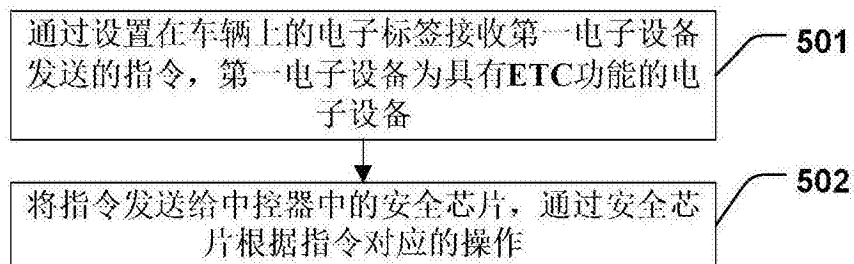 通过设置在车辆上的电子标签接收第一电子设备
发送的指令，第一电子设备为具有ETC功能的电
子设备
501
将指令发送给中控器中的安全芯片，通过安全芯
片根据指令对应的操作
502